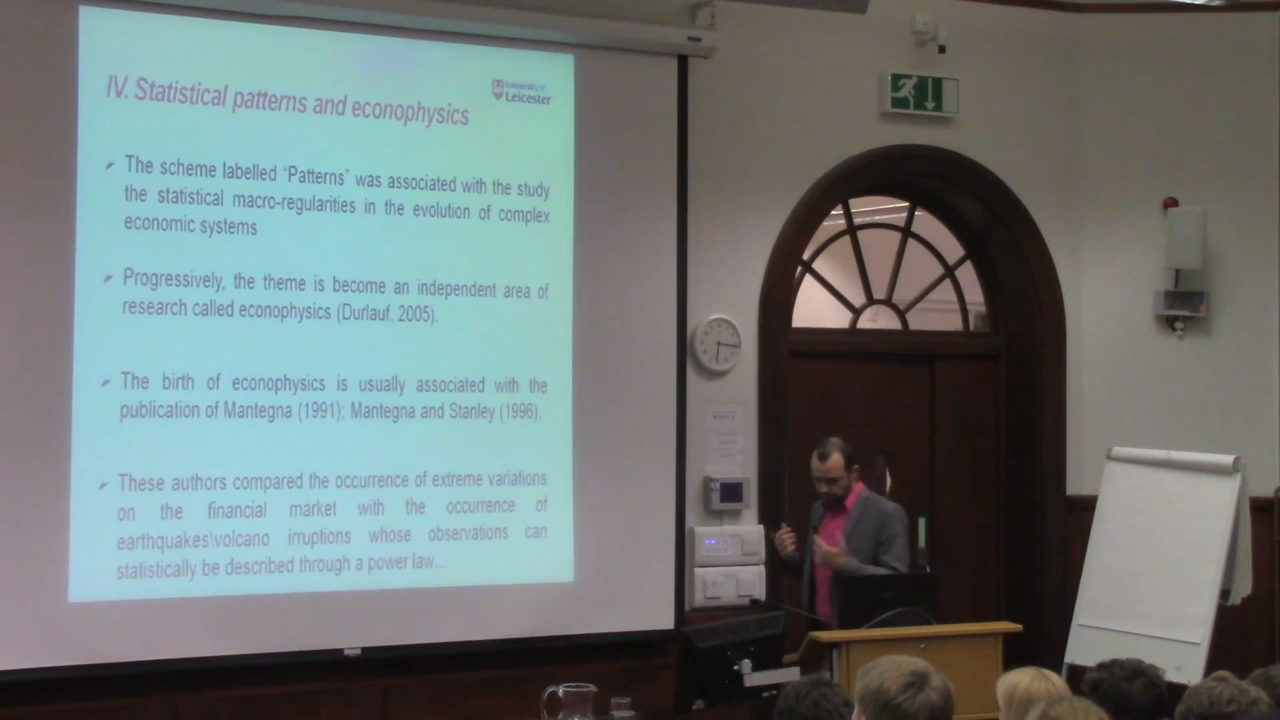 IV. Statistical patterns and econophysics
University of
Leicester
The scheme labelled “Patterns” was associated with the study
the statistical macro-regularities in the evolution of complex
economic systems
Progressively, the theme is become an independent area of
research called econophysics (Durlauf, 2005).
The birth of econophysics is usually associated with the
publication of Mantegna (1991); Mantegna and Stanley (1996).
These authors compared the occurrence of extreme variations
on the financial market with the occurrence of
earthquakes\volcano irruptions whose observations can
statistically be described through a power law...